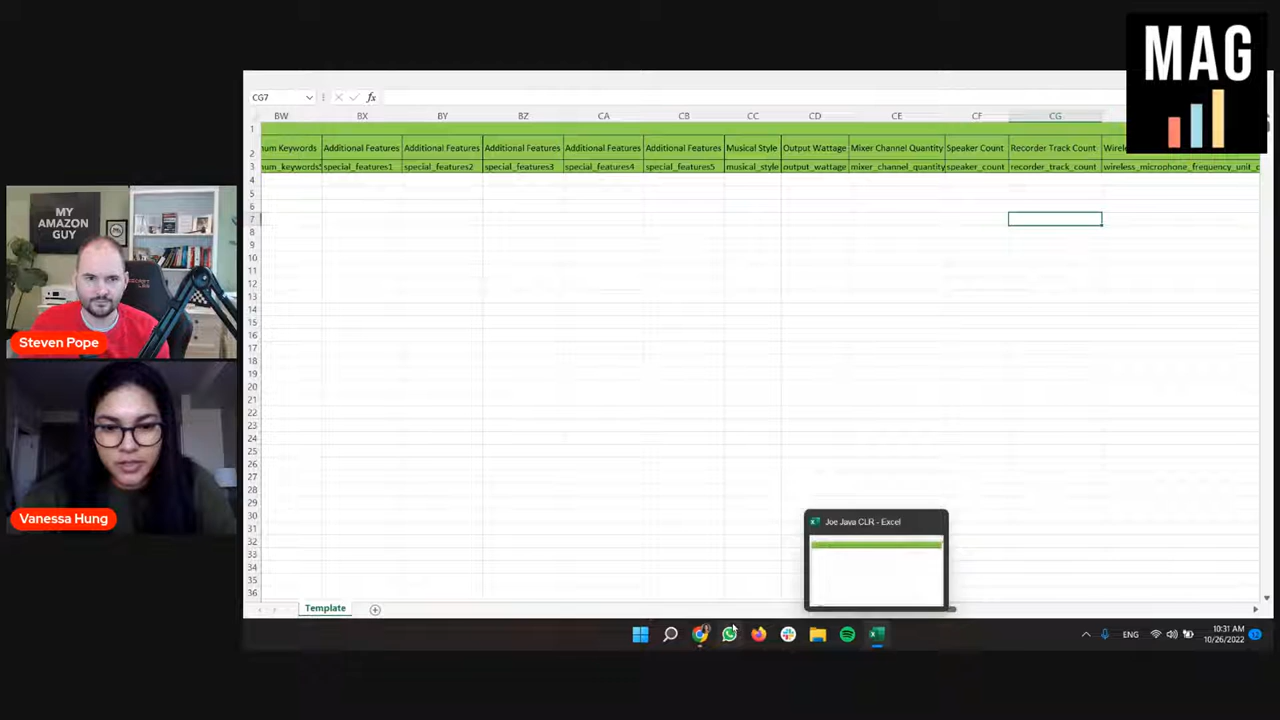 MAG
CG7
fx
BW BX BY BZ CA CB CC CD CE CF CG
1
2 um Keywords Additional Features Additional Features Additional Features Additional Features Additional Features Musical Style Output Wattage Mixer Channel Quantity Speaker Count Recorder Track Count
3 um_keywords special_features1 special_features2 special_features3 special_features4 special_features5 musical_style output_wattage mixer_channel_quantity speaker_count recorder_track_count wireless_microphone_frequency_unit_o
4
5
6
7
8
9
10
11
12
13
14
15
16
17
18
19
20
21
22
23
24
25
26
27
28
29
30
31
32
33
34
35
36
MY
AMAZON
GUY
Steven Pope
Vanessa Hung
Joe Java CLR - Excel
Template
ENG
10:31 AM
10/26/2022
12